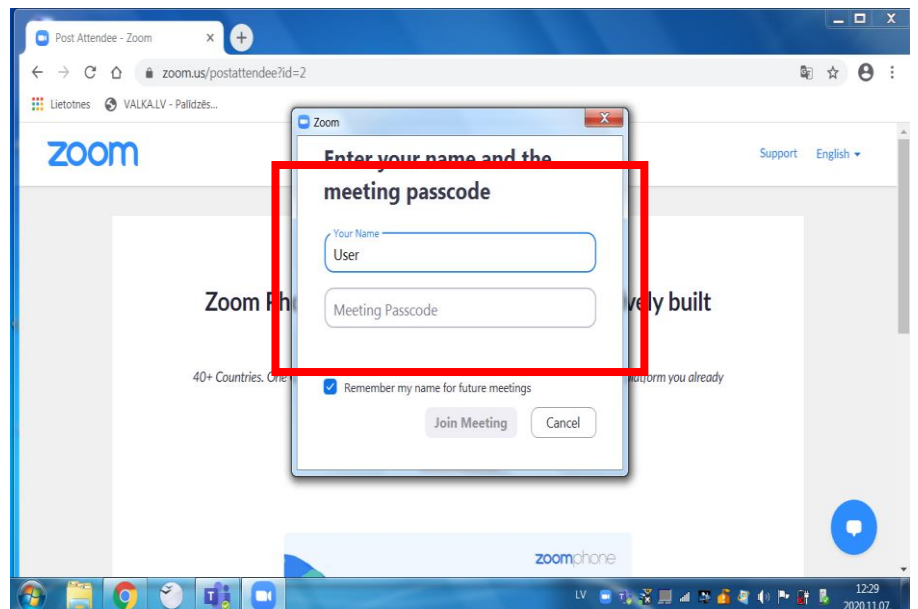 Post Attendee - Zoom
zoom.us/postattendee?id=2
Lietotnes VALKA.LV - Palīdzēs...
Zoom
zoom
Support English
Enter your name and the
meeting passcode
Your Name
User
Meeting Passcode
Zoom built
40+ Countries. you already
Remember my name for future meetings
Join Meeting Cancel
zoomphone
LV
12:29
2020.11.07